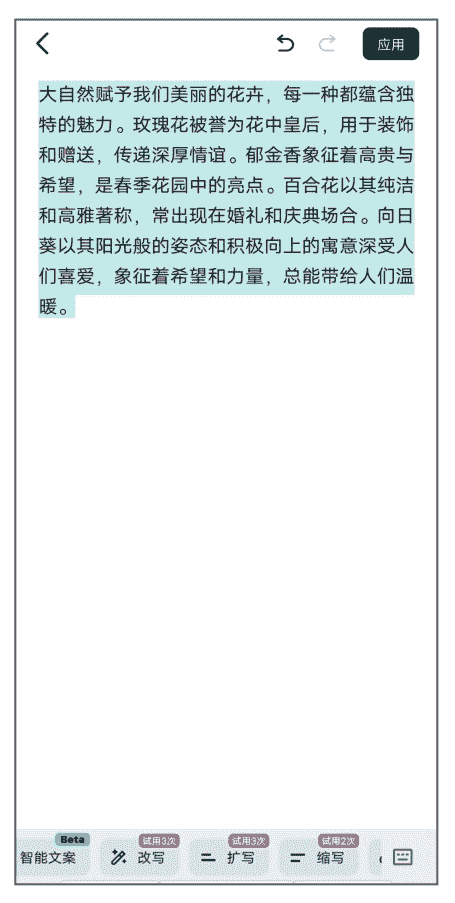 应用
大自然赋予我们美丽的花卉，每一种都蕴含独
特的魅力。玫瑰花被誉为花中皇后，用于装饰
和赠送，传递深厚情谊。郁金香象征着高贵与
希望，是春季花园中的亮点。百合花以其纯洁
和高雅著称，常出现在婚礼和庆典场合。向日
葵以其阳光般的姿态和积极向上的寓意深受人
们喜爱，象征着希望和力量，总能带给人们温
暖。
Beta 试用3次 试用3次 试用2次
智能文案 改写 扩写 缩写